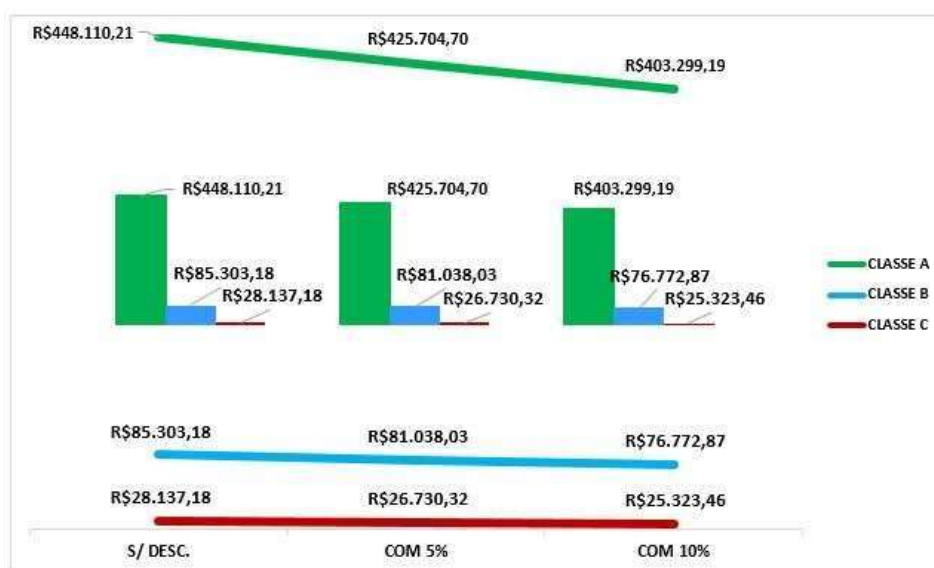 R$448.110,21
R$425.704,70
R$403.299,19
R$448.110,21
R$425.704,70
R$403.299,19
R$85.303,18
R$81.038,03
R$76.772,87
R$28.137,18
R$26.730,32
R$25.323,46
CLASSE A
CLASSE B
CLASSE C
R$85.303,18
R$81.038,03
R$76.772,87
R$28.137,18
R$26.730,32
R$25.323,46
S/ DESC.
COM 5%
COM 10%